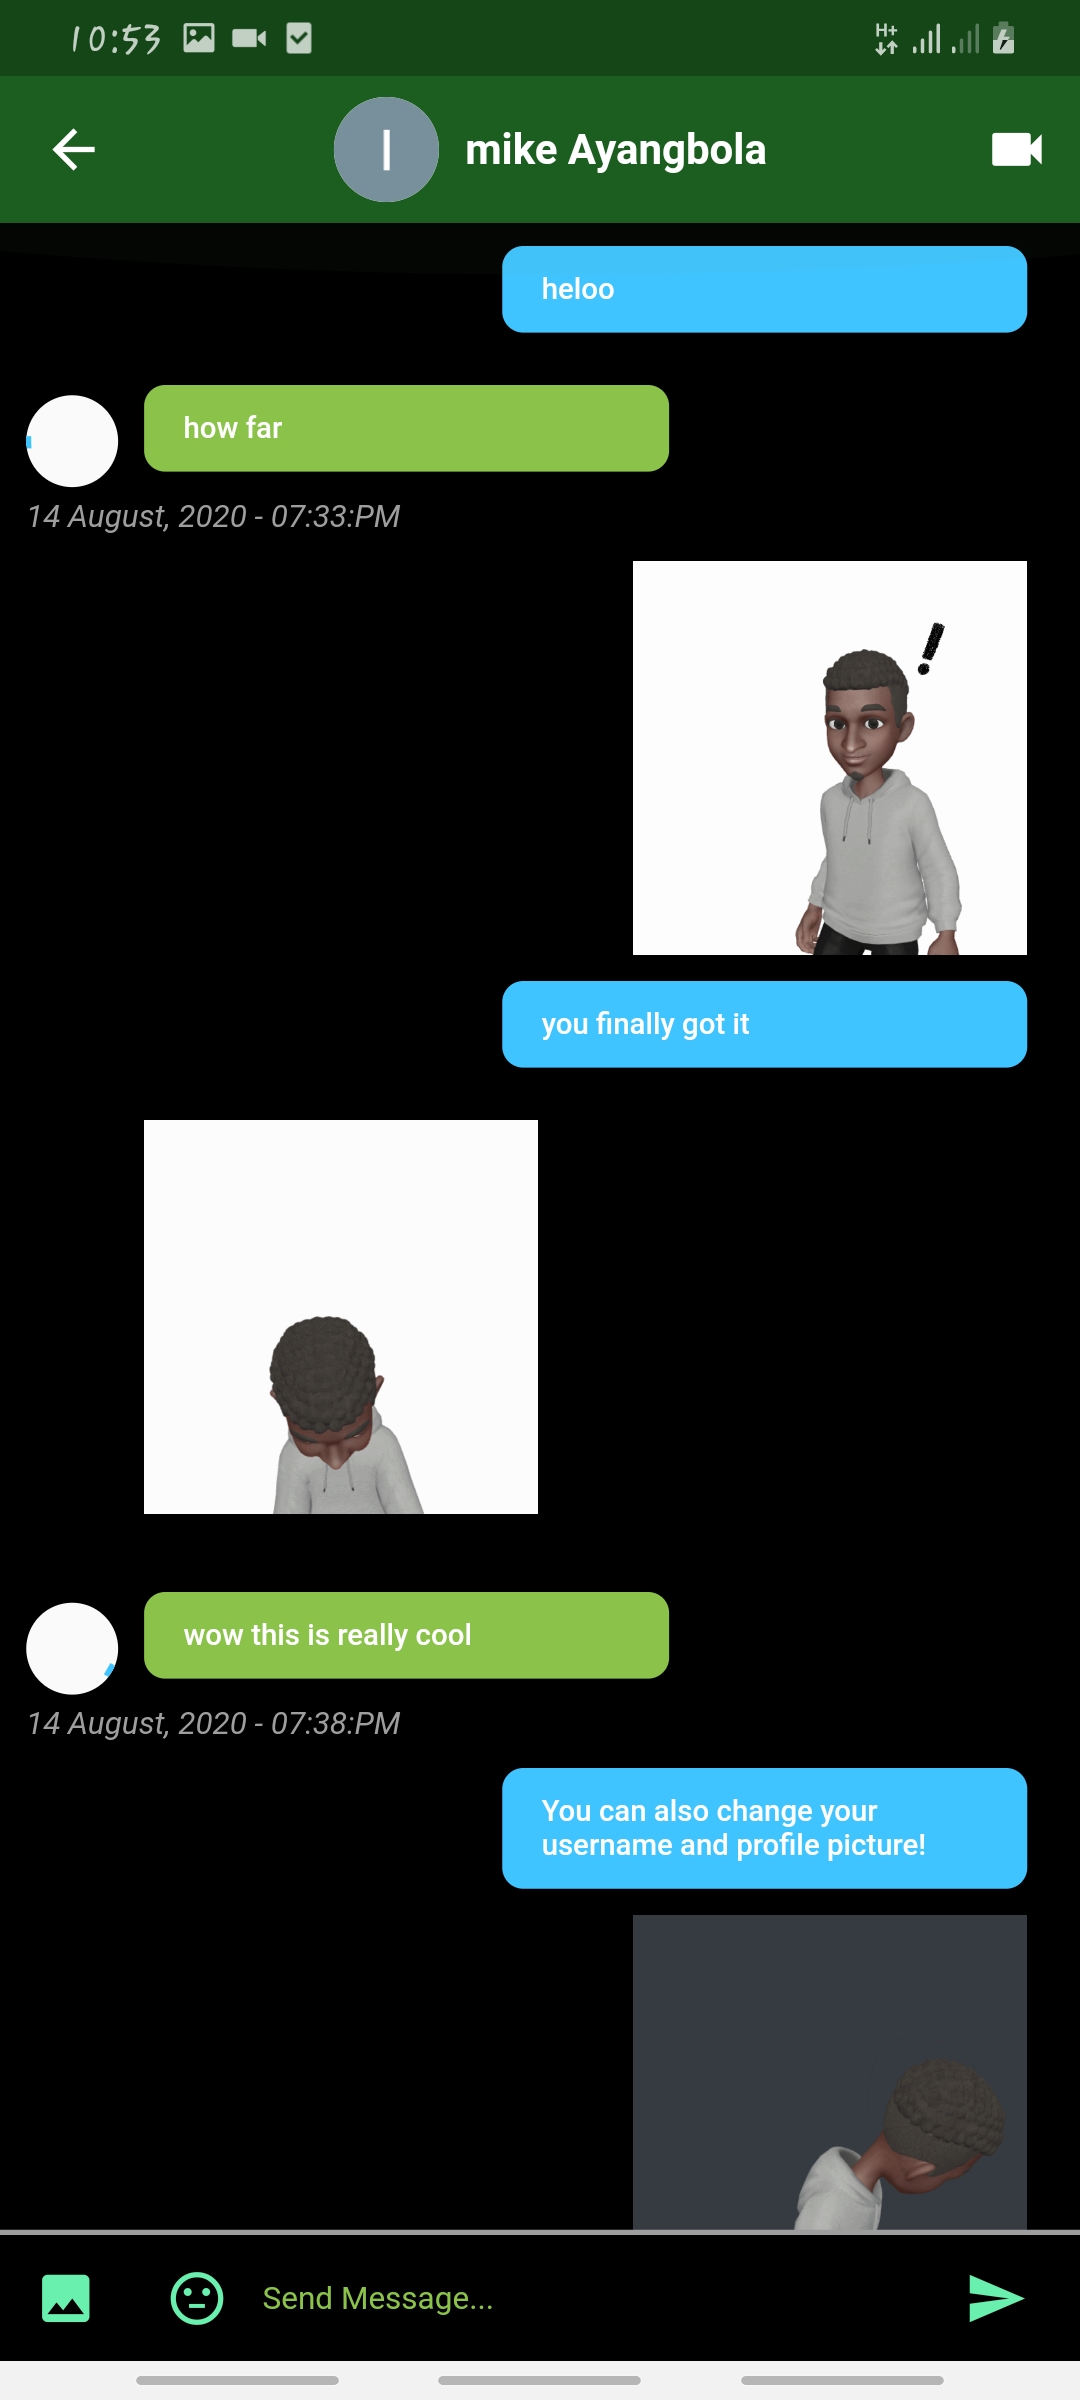 10:53
H+
I
mike Ayangbola
heloo
how far
14 August, 2020 - 07:33:PM
!
you finally got it
wow this is really cool
14 August, 2020 - 07:38:PM
You can also change your
username and profile picture!
Send Message...